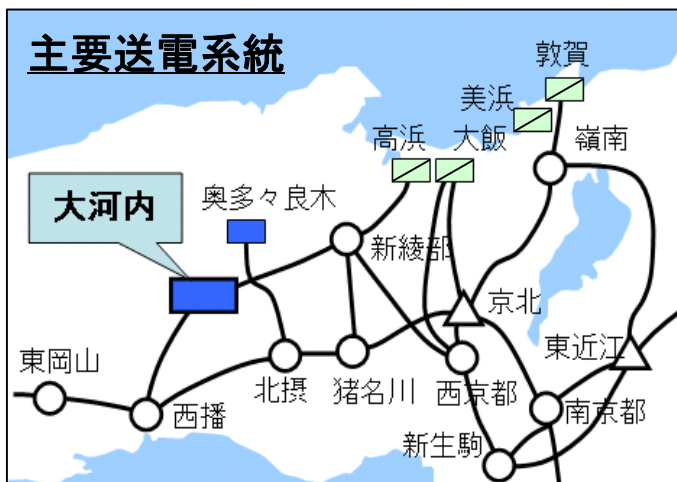 主要送電系統
敦賀
美浜
高浜
大飯
嶺南
大河内
奥多々良木
新綾部
京北
東近江
東岡山
西播
北摂
猪名川
西京都
南京都
新生駒